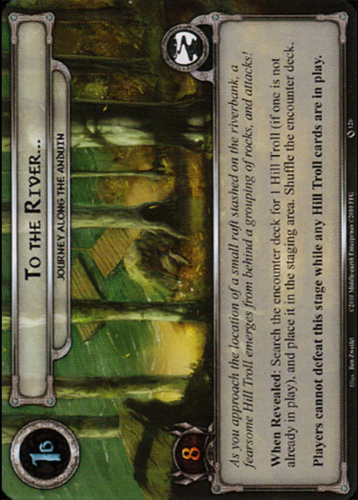 1B
TO THE RIVER...
JOURNEY ALONG THE ANDUIN
8
As you approach the location of a small raft stashed on the riverbank, a
fearsome Hill Troll emerges from behind a grouping of rocks, and attacks!
When Revealed: Search the encounter deck for 1 Hill Troll (if one is not
already in play), and place it in the staging area. Shuffle the encounter deck.
Players cannot defeat this stage while any Hill Troll cards are in play.
Illus. Ben Zweifel ©2010 Middle-earth Enterprises ©2010 FFG 126